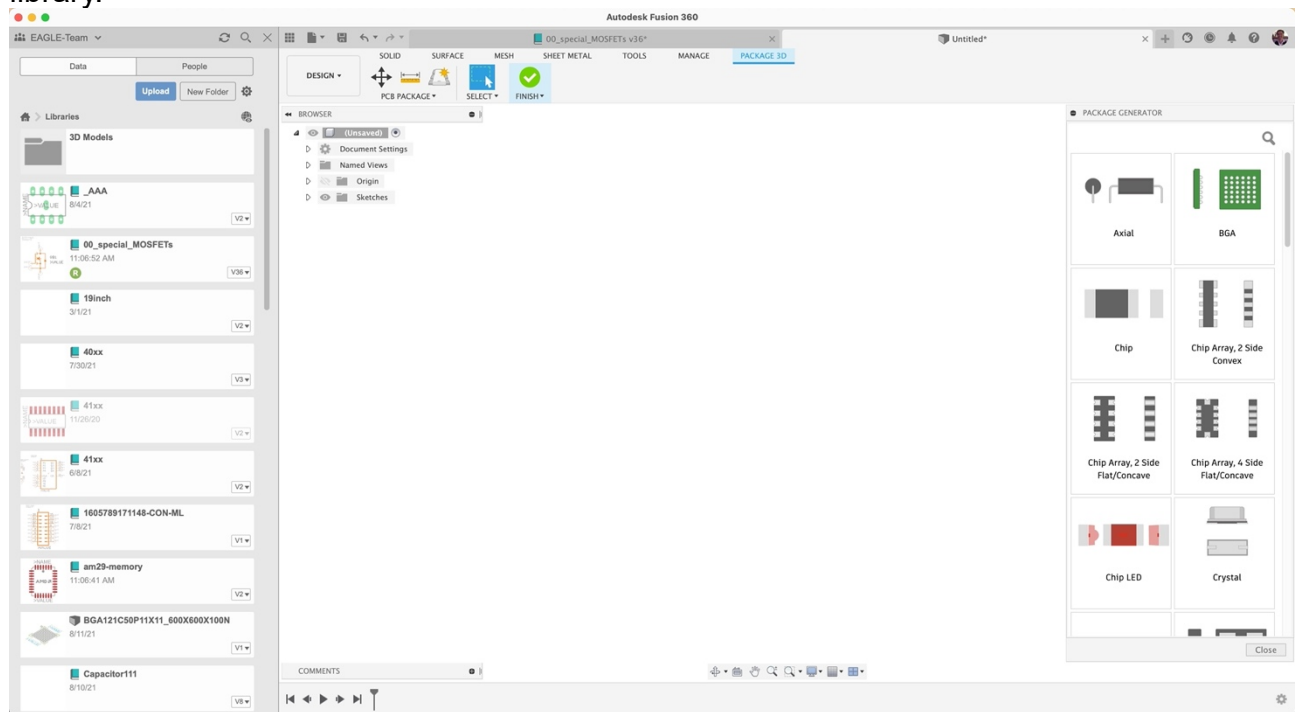 library.
Autodesk Fusion 360
EAGLE-Team
00_special_MOSFETs v36*
Untitled*
Data
People
Upload
New Folder
Libraries
3D Models
_AAA
8/4/21
V2
00_special_MOSFETs
11:06:52 AM
R
V36
19inch
3/1/21
V2
40xx
7/30/21
V3
41xx
11/26/20
V2
41xx
6/8/21
V2
1605789171148-CON-ML
7/8/21
V1
am29-memory
11:06:41 AM
V2
BGA121C50P11X11_600X600X100N
8/11/21
V1
Capacitor111
8/10/21
V8
DESIGN
SOLID
SURFACE
MESH
SHEET METAL
TOOLS
MANAGE
PACKAGE 3D
PCB PACKAGE
SELECT
FINISH
BROWSER
(Unsaved)
Document Settings
Named Views
Origin
Sketches
COMMENTS
PACKAGE GENERATOR
Axial
BGA
Chip
Chip Array, 2 Side
Convex
Chip Array, 2 Side
Flat/Concave
Chip Array, 4 Side
Flat/Concave
Chip LED
Crystal
Close